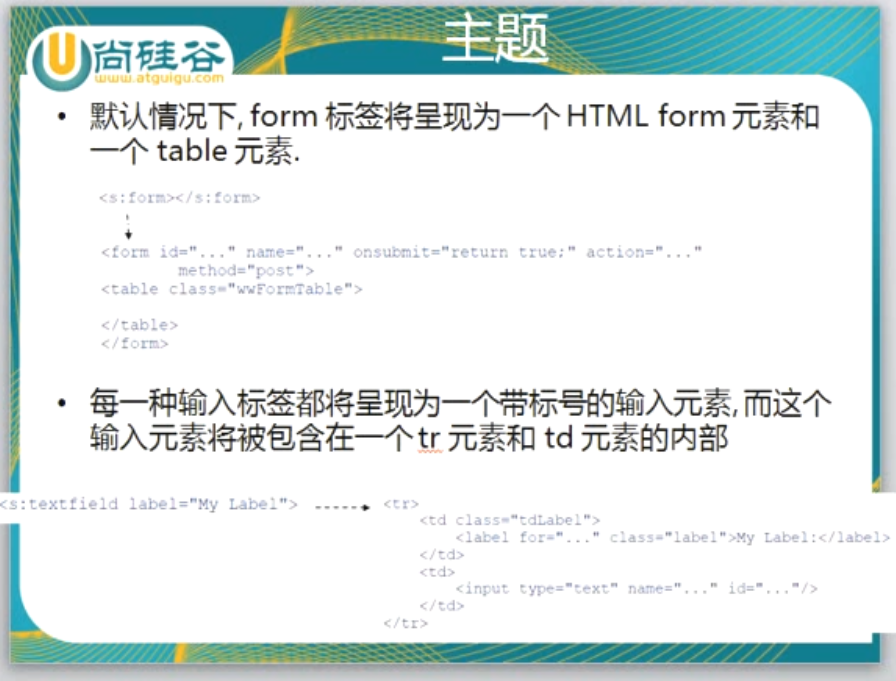 主题
尚硅谷
www.atguigu.com
• 默认情况下, form 标签将呈现为一个 HTML form 元素和
一个 table 元素.
<s:form></s:form>
<form id="..." name="..." onsubmit="return true;" action="..."
method="post">
<table class="wwFormTable">
</table>
</form>
• 每一种输入标签都将呈现为一个带标号的输入元素, 而这个
输入元素将被包含在一个 tr 元素和 td 元素的内部
<s:textfield label="My Label">
<tr>
<td class="tdLabel">
<label for="..." class="label">My Label:</label>
</td>
<td>
<input type="text" name="..." id="..."/>
</td>
</tr>